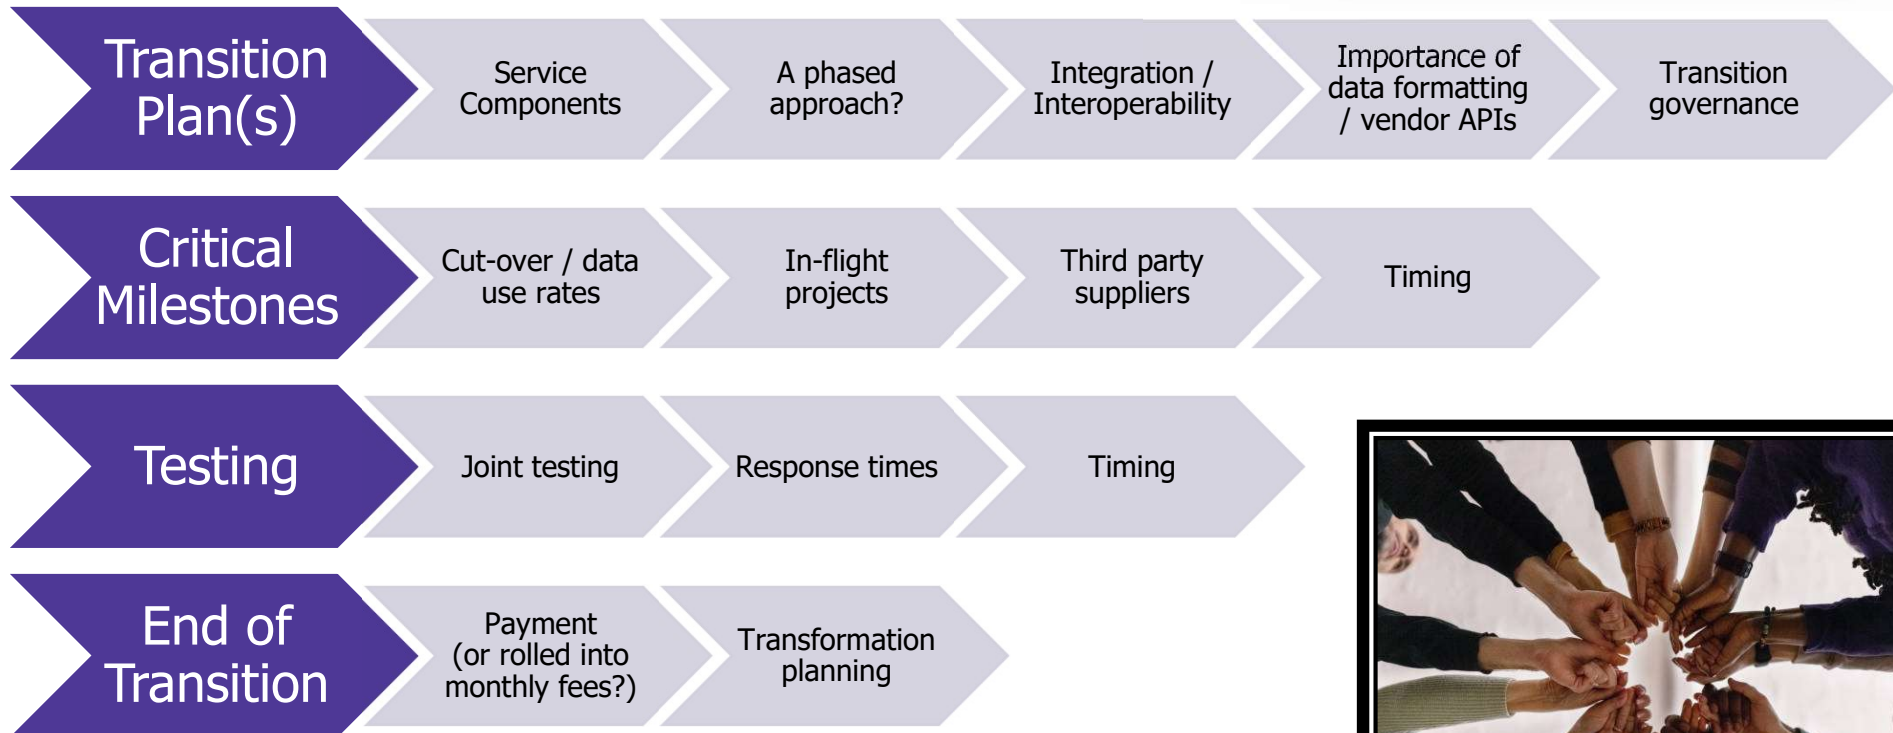 Transition
Plan(s)
Service
Components
A phased
approach?
Integration /
Interoperability
Importance of
data formatting
/ vendor APIs
Transition
governance
Critical
Milestones
Cut-over / data
use rates
In-flight
projects
Third party
suppliers
Timing
Testing
Joint testing
Response times
Timing
End of
Transition
Payment
(or rolled into
monthly fees?)
Transformation
planning